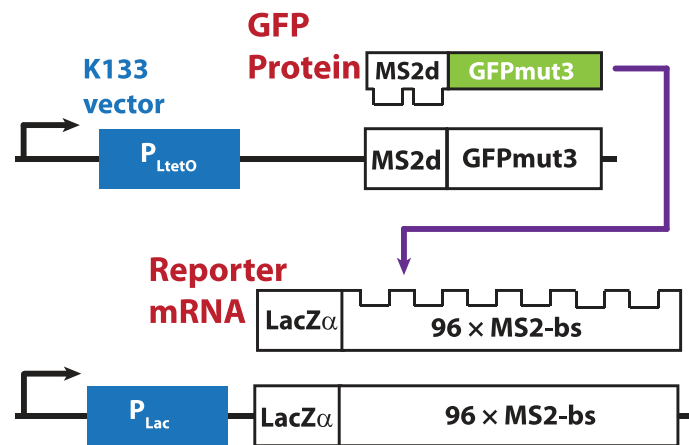 GFP
Protein
MS2d GFPmut3
K133
vector
PLtetO
MS2d GFPmut3
Reporter
mRNA
LacZα
96 × MS2-bs
PLac
LacZα 96 × MS2-bs